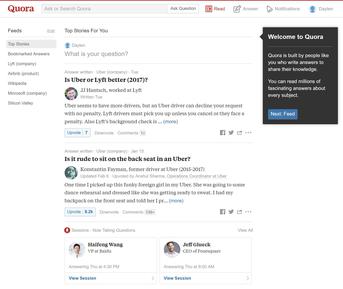 Quora
Ask or Search Quora
Ask Question
Read
Answer
Notifications
Dayten
Feeds
Top Stories
Bookmarked Answers
Lyft (company)
Airbnb (product)
Wikipedia
Microsoft (company)
Silicon Valley
Top Stories For You
Dayten
What is your question?
Answer written · Uber (company) · Tue
Is Uber or Lyft better (2017)?
JJ Hantsch, worked at Lyft
Written Tue
Uber seems to have more drivers, but an Uber driver can decline your request
with no penalty. Lyft drivers must pick you up unless you cancel or they face a
penalty. Also Lyft's background check is ... (more)
Upvote 7 Downvote Comments
Answer written · Uber (company) · Jan 15
Is it rude to sit on the back seat in an Uber?
Konstantin Fayman, former driver at Uber (2015-2017)
Updated Feb 6 · Upvoted by Anshul Sharma, Operations Coordinator at Uber
One time I picked up this funky foreign girl in my Uber. She was going to some
dance rehearsal and dressed like she was getting ready to sweat. I had my
backpack on the front seat and told her I pr... (more)
Upvote 8.2k Downvote Comments
Sessions - Now Taking Questions
View All
Haifeng Wang
VP at Baidu
Answering Thu at 4:30 PM
View Session
Jeff Glueck
CEO of Foursquare
Answering Thu at 9:00 AM
View Session
Welcome to Quora
Quora is built by people like
you who write answers to
share their knowledge.
You can read millions of
fascinating answers about
every subject.
Next: Feed